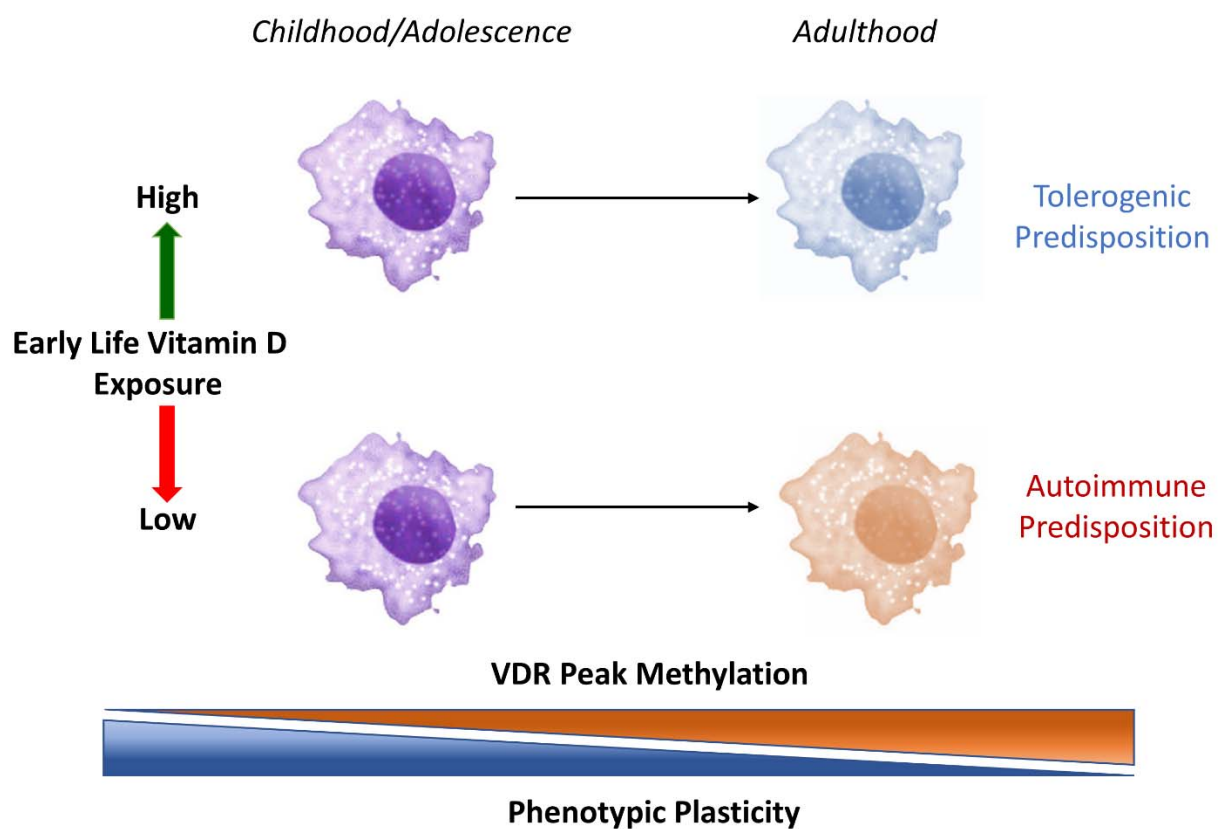 Childhood/Adolescence
Adulthood
High
Tolerogenic
Predisposition
Early Life Vitamin D
Exposure
Low
Autoimmune
Predisposition
VDR Peak Methylation
Phenotypic Plasticity